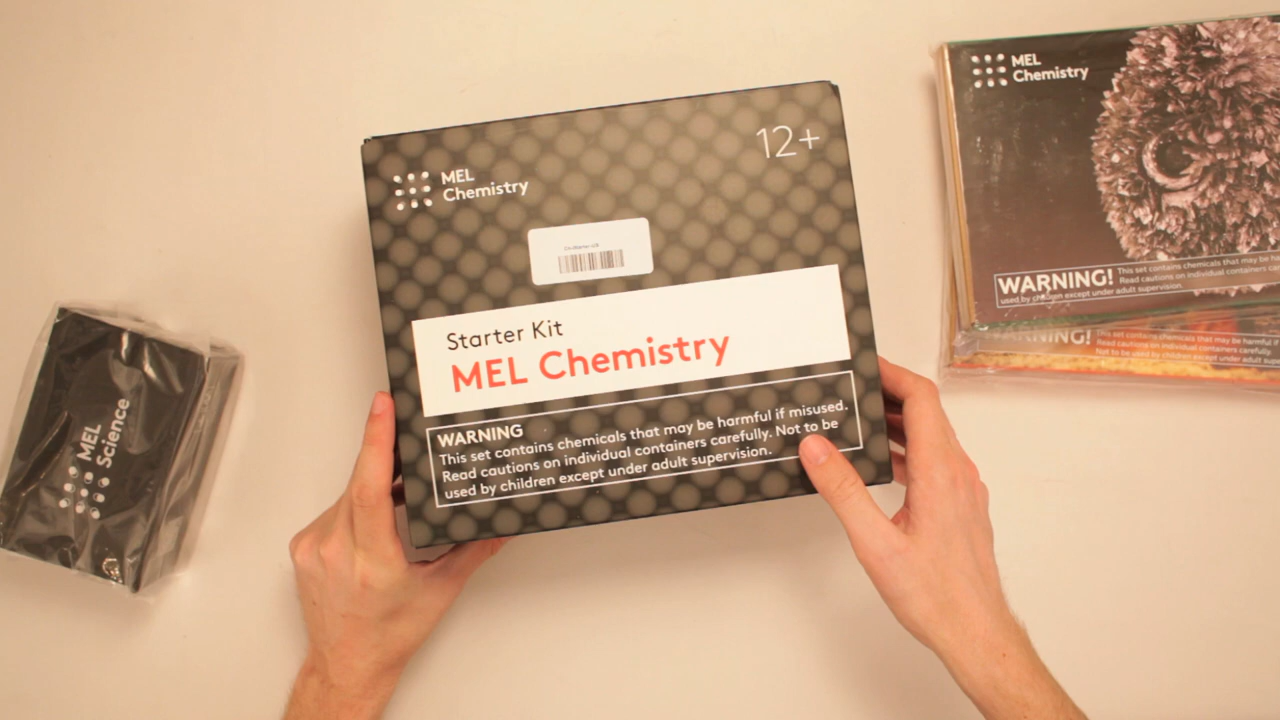 MEL
Science
MEL
Chemistry
12+
Starter Kit
MEL Chemistry
WARNING
This set contains chemicals that may be harmful if misused.
Read cautions on individual containers carefully. Not to be
used by children except under adult supervision.
MEL
Chemistry
WARNING!
This set contains chemicals that may be
Read cautions on individual containers
used by children except under adult supervision.
WARNING!
This set contains chemicals that may be harmful if
Read cautions on individual containers carefully.
Not to be used by children except under adult